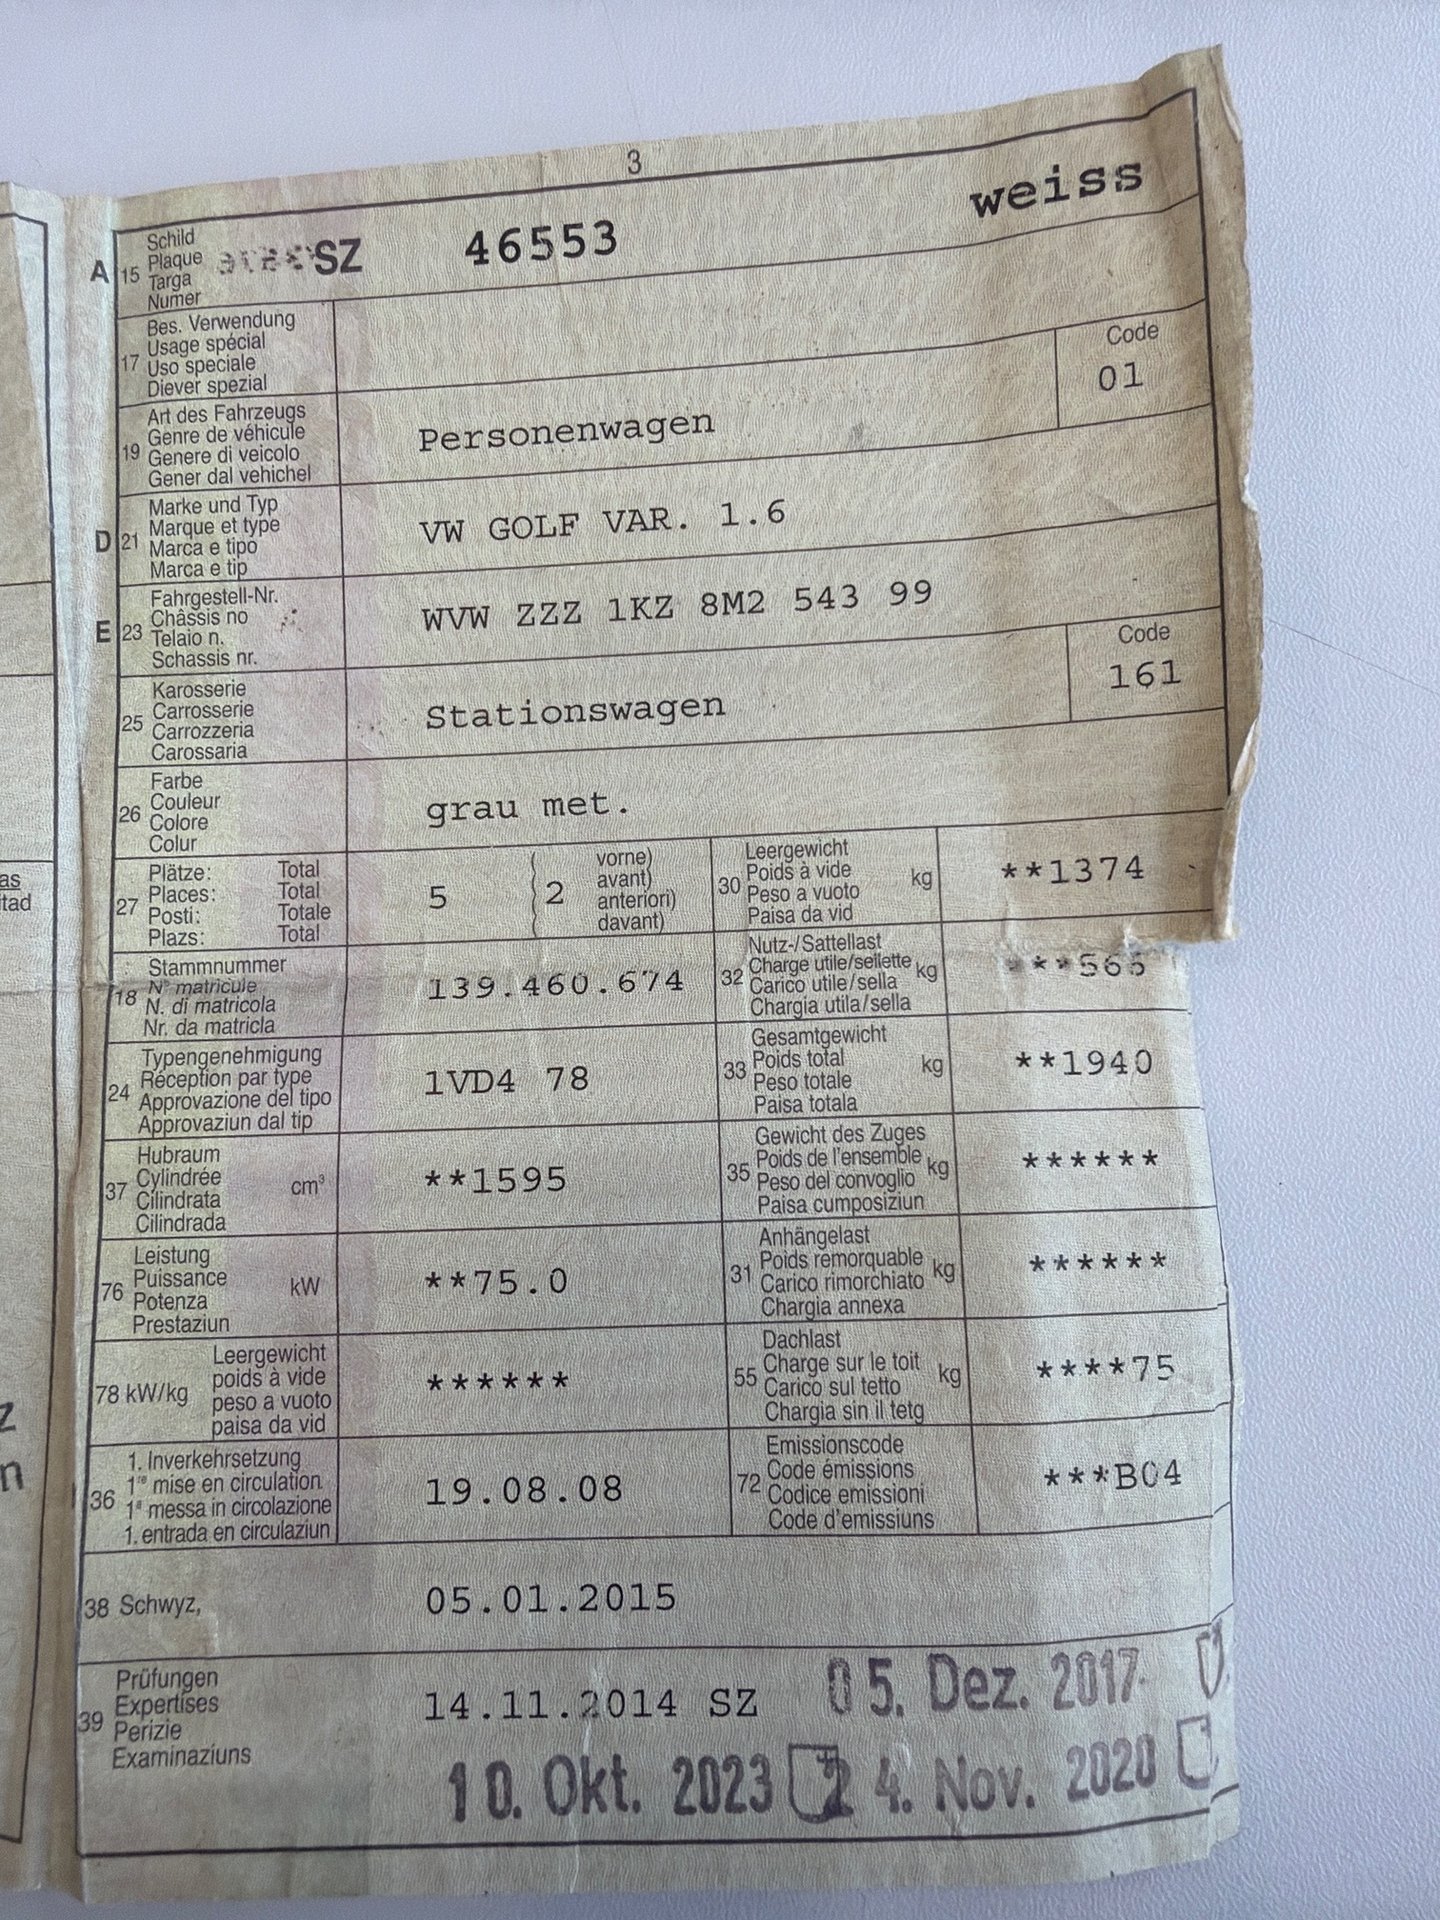 3
A 15 Schild
Plaque
Targa
Numer
SZ 46553 weiss
17 Bes. Verwendung
Usage spécial
Uso speciale
Diever spezial
19 Art des Fahrzeugs
Genre de véhicule
Genere di veicolo
Gener dal vehichel
Personenwagen
Code
01
D 21 Marke und Typ
Marque et type
Marca e tipo
Marca e tip
VW GOLF VAR. 1.6
E 23 Fahrgestell-Nr.
Châssis no
Telaio n.
Schassis nr.
WVW ZZZ 1KZ 8M2 543 99
25 Karosserie
Carrosserie
Carrozzeria
Carossaria
Stationswagen
Code
161
26 Farbe
Couleur
Colore
Colur
grau met.
27 Plätze: Total
Places: Total
Posti: Totale
Plazs: Total
5 ( 2 vorne)
avant)
anteriori)
davant)
30 Leergewicht
Poids à vide
Peso a vuoto
Paisa da vid
kg **1374
18 Stammnummer
N° matricule
N. di matricola
Nr. da matricla
139.460.674
32 Nutz-/Sattellast
Charge utile/sellette
Carico utile/sella
Chargia utila/sella
kg ***565
24 Typengenehmigung
Réception par type
Approvazione del tipo
Approvaziun dal tip
1VD4 78
33 Gesamtgewicht
Poids total
Peso totale
Paisa totala
kg **1940
37 Hubraum
Cylindrée
Cilindrata
Cilindrada
cm³ **1595
35 Gewicht des Zuges
Poids de l'ensemble
Peso del convoglio
Paisa cumposiziun
kg ******
76 Leistung
Puissance
Potenza
Prestaziun
kW **75.0
31 Anhängelast
Poids remorquable
Carico rimorchiato
Chargia annexa
kg ******
78 kW/kg Leergewicht
poids à vide
peso a vuoto
paisa da vid
******
55 Dachlast
Charge sur le toit
Carico sul tetto
Chargia sin il tetg
kg ****75
36 1. Inverkehrsetzung
1re mise en circulation
1a messa in circolazione
1. entrada en circulaziun
19.08.08
72 Emissionscode
Code émissions
Codice emissioni
Code d'emissiuns
***B04
38 Schwyz, 05.01.2015
39 Prüfungen
Expertises
Perizie
Examinaziuns
14.11.2014 SZ 05. Dez. 2017
10. Okt. 2023 24. Nov. 2020
as
tad
z
n